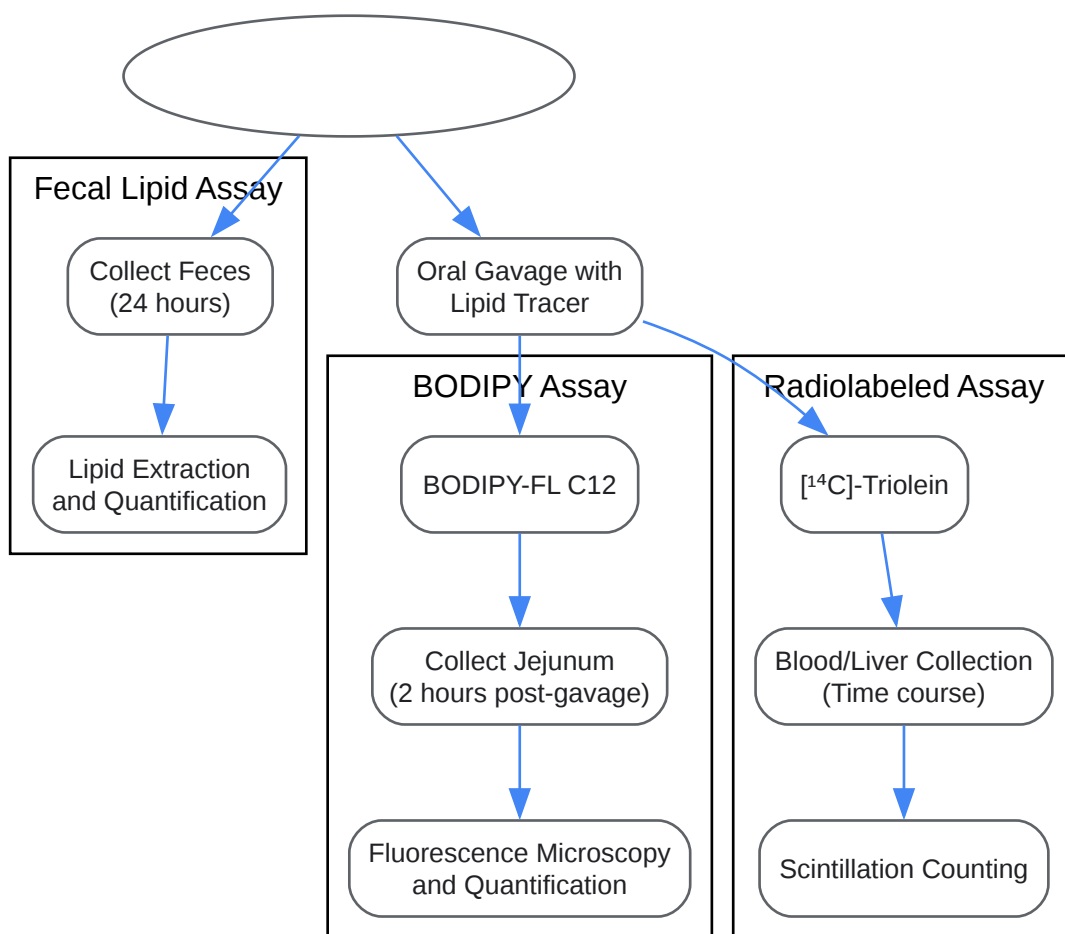 Fecal Lipid Assay
Collect Feces
(24 hours)
Lipid Extraction
and Quantification
Oral Gavage with
Lipid Tracer
BODIPY Assay
BODIPY-FL C12
Collect Jejunum
(2 hours post-gavage)
Fluorescence Microscopy
and Quantification
Radiolabeled Assay
[¹⁴C]-Triolein
Blood/Liver Collection
(Time course)
Scintillation Counting